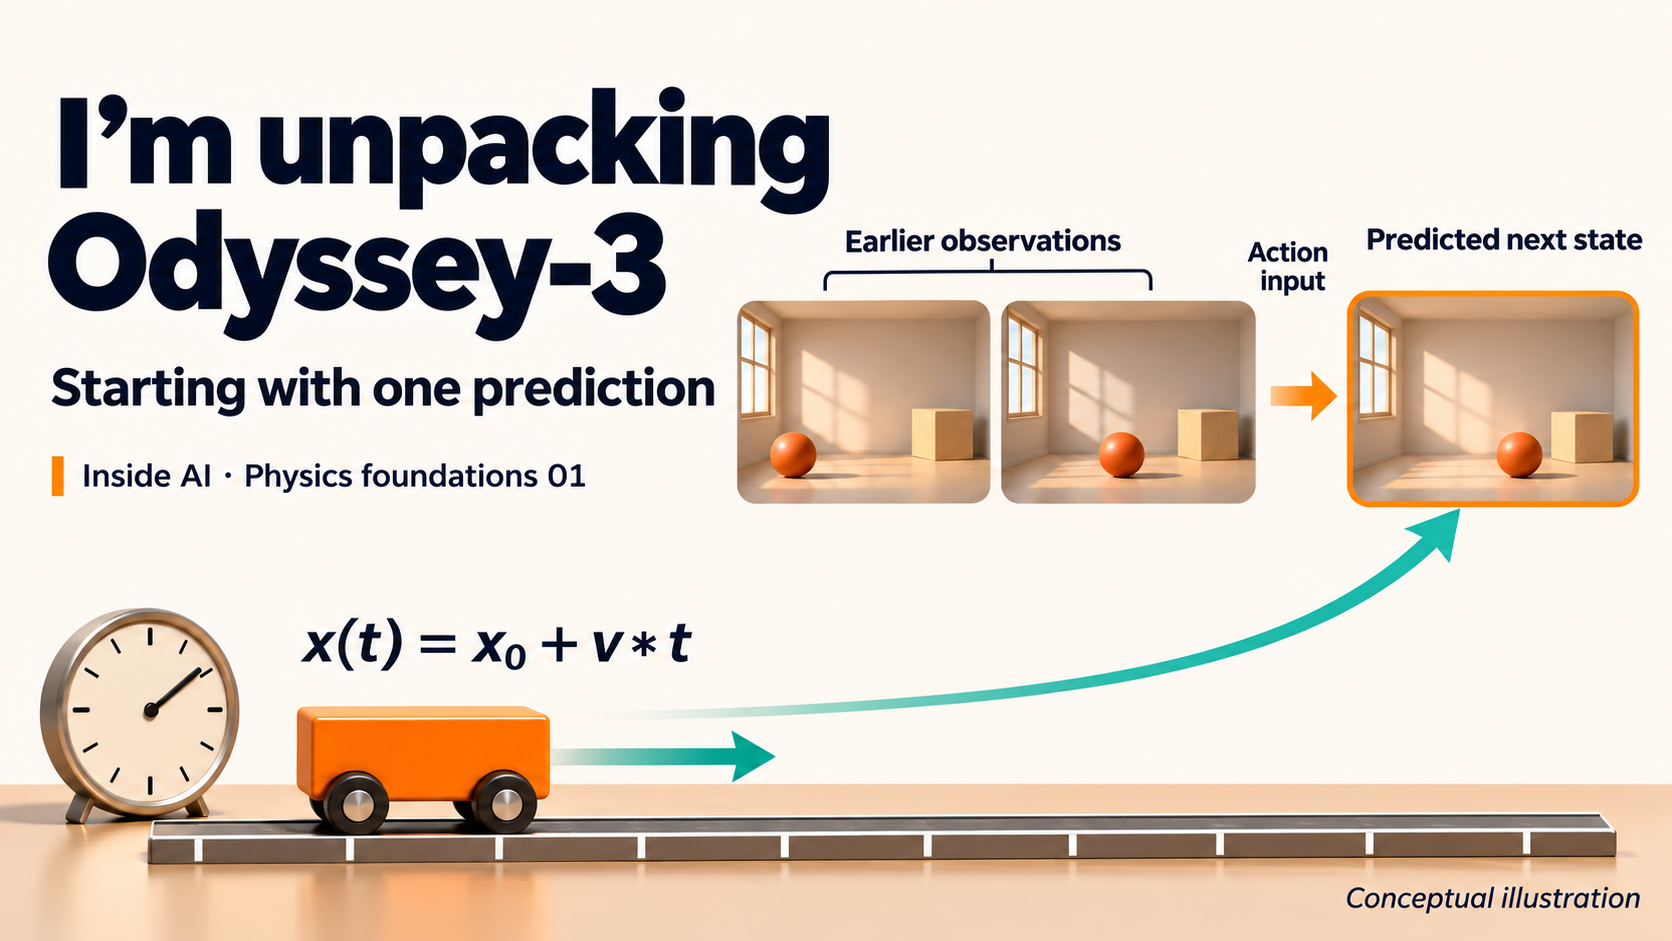 I’m unpacking
Odyssey-3
Starting with one prediction
Inside AI · Physics foundations 01
Earlier observations
Action
input
Predicted next state
x(t) = x₀ + v * t
Conceptual illustration